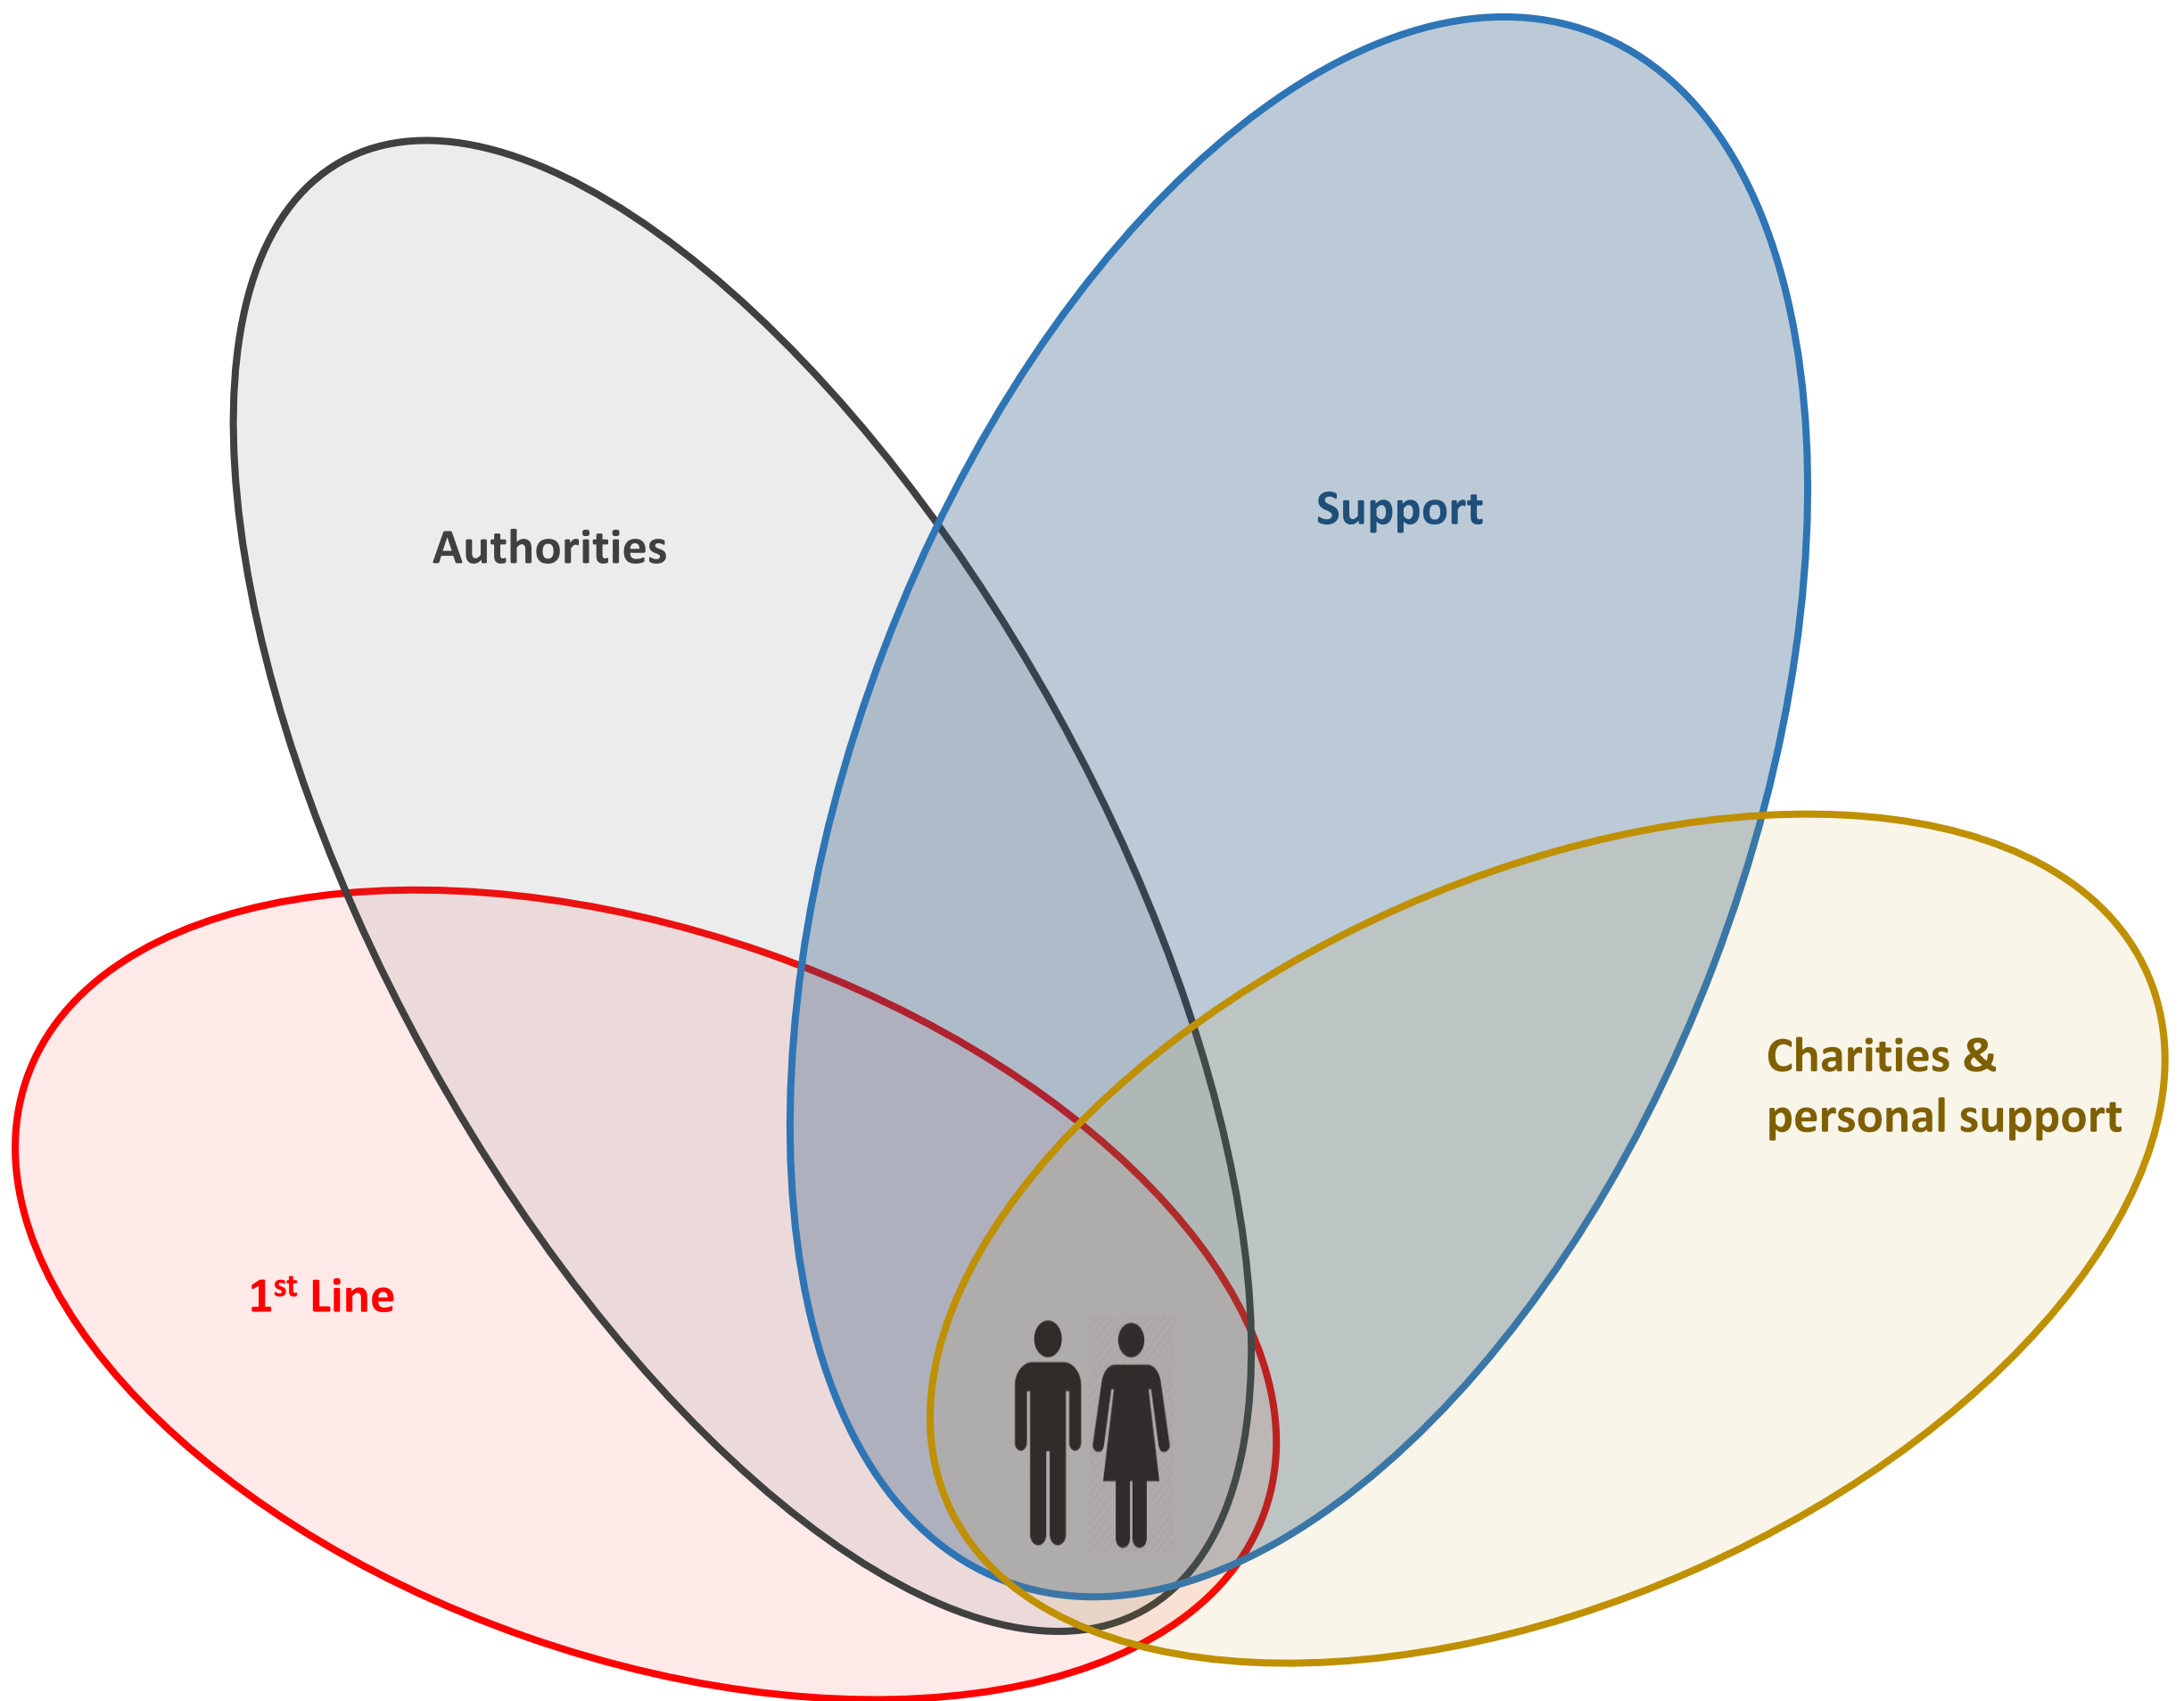 Support
Authorities
Charities &
personal support
1st Line